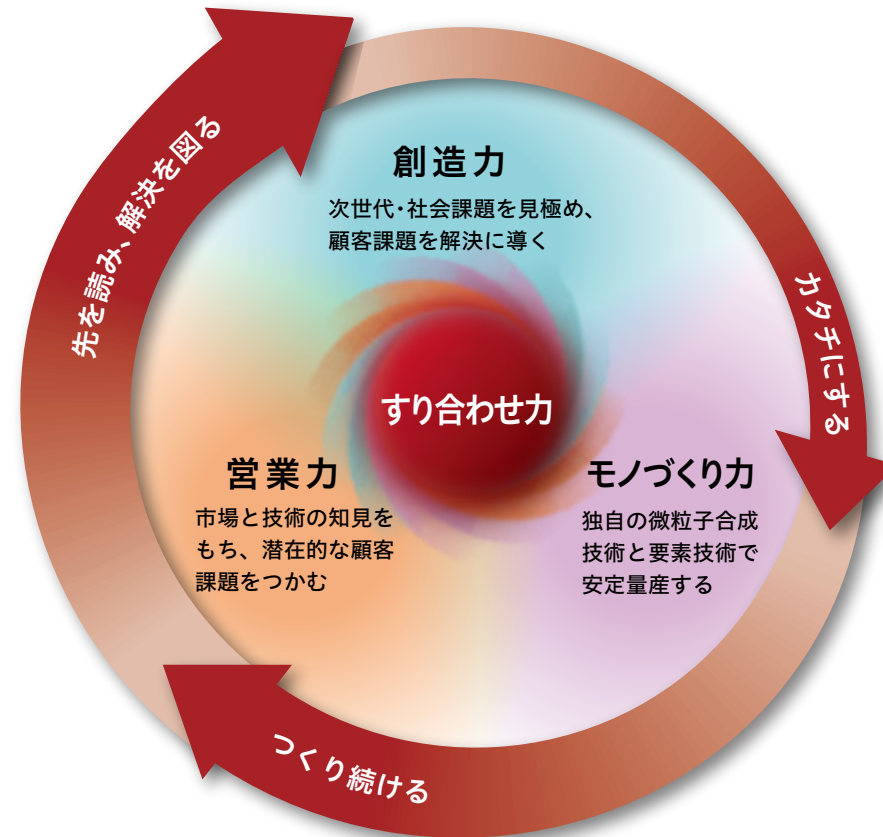 先を読み、解決を図る
創造力
次世代・社会課題を見極め、
顧客課題を解決に導く
カタチにする
すり合わせ力
営業力
市場と技術の知見を
もち、潜在的な顧客
課題をつかむ
モノづくり力
独自の微粒子合成
技術と要素技術で
安定量産する
つくり続ける